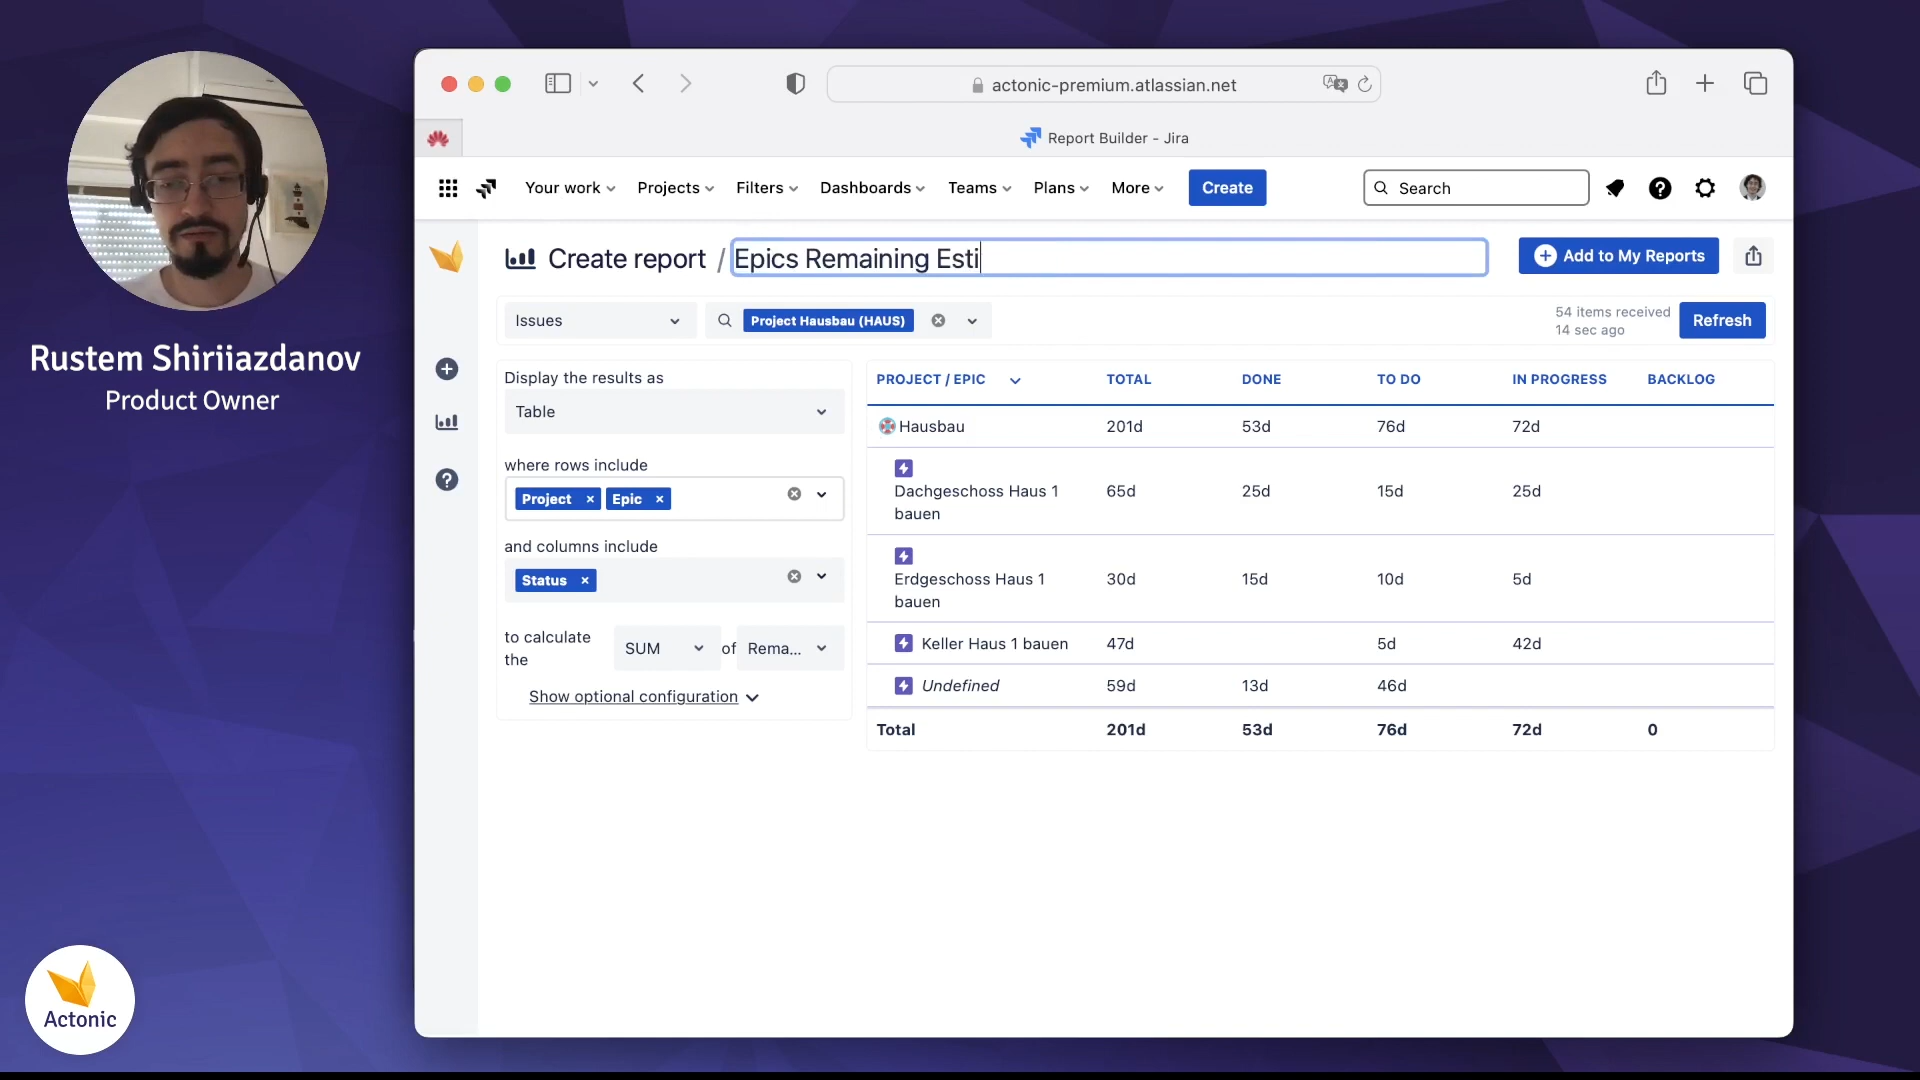 Rustem Shiriiazdanov
Product Owner
Actonic
actonic-premium.atlassian.net
Report Builder - Jira
Your work Projects Filters Dashboards Teams Plans More Create Search
Create report / Epics Remaining Esti
Add to My Reports
Issues
Project Hausbau (HAUS)
54 items received
14 sec ago
Refresh
Display the results as
Table
where rows include
Project × Epic ×
and columns include
Status ×
to calculate
the
SUM of Rema...
Show optional configuration
PROJECT / EPIC TOTAL DONE TO DO IN PROGRESS BACKLOG
Hausbau 201d 53d 76d 72d
Dachgeschoss Haus 1
bauen
65d 25d 15d 25d
Erdgeschoss Haus 1
bauen
30d 15d 10d 5d
Keller Haus 1 bauen 47d 5d 42d
Undefined 59d 13d 46d
Total 201d 53d 76d 72d 0